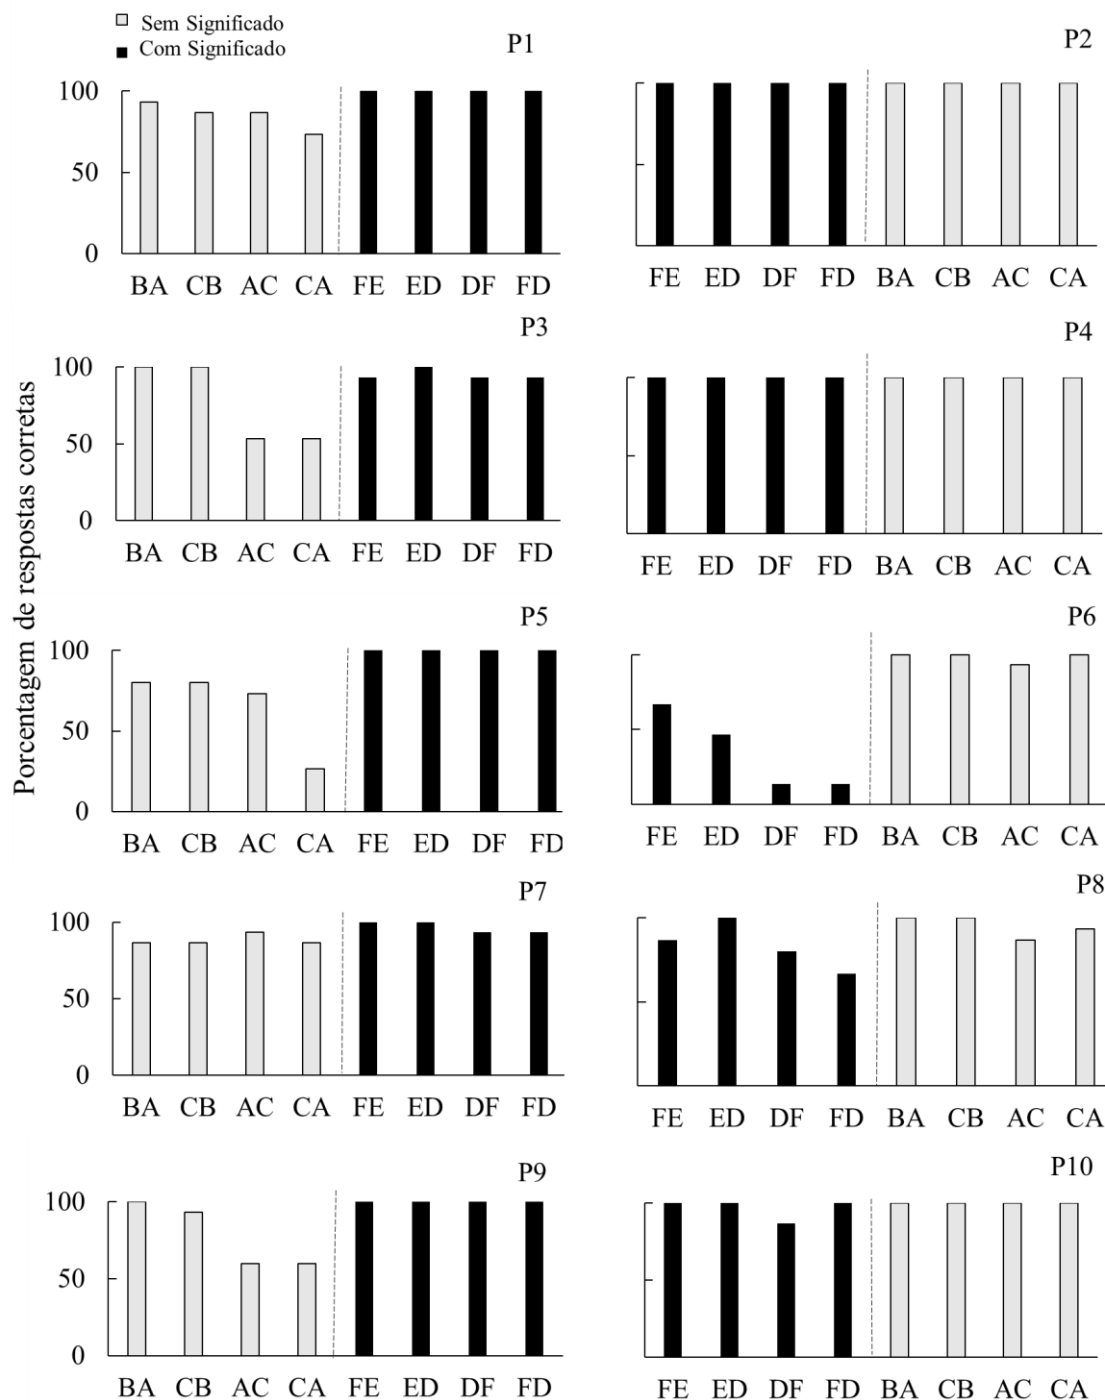 Sem Significado
Com Significado
Porcentagem de respostas corretas
P1
100
50
0
BA CB AC CA FE ED DF FD
P2
FE ED DF FD BA CB AC CA
P3
100
50
0
BA CB AC CA FE ED DF FD
P4
FE ED DF FD BA CB AC CA
P5
100
50
0
BA CB AC CA FE ED DF FD
P6
FE ED DF FD BA CB AC CA
P7
100
50
0
BA CB AC CA FE ED DF FD
P8
FE ED DF FD BA CB AC CA
P9
100
50
0
BA CB AC CA FE ED DF FD
P10
FE ED DF FD BA CB AC CA